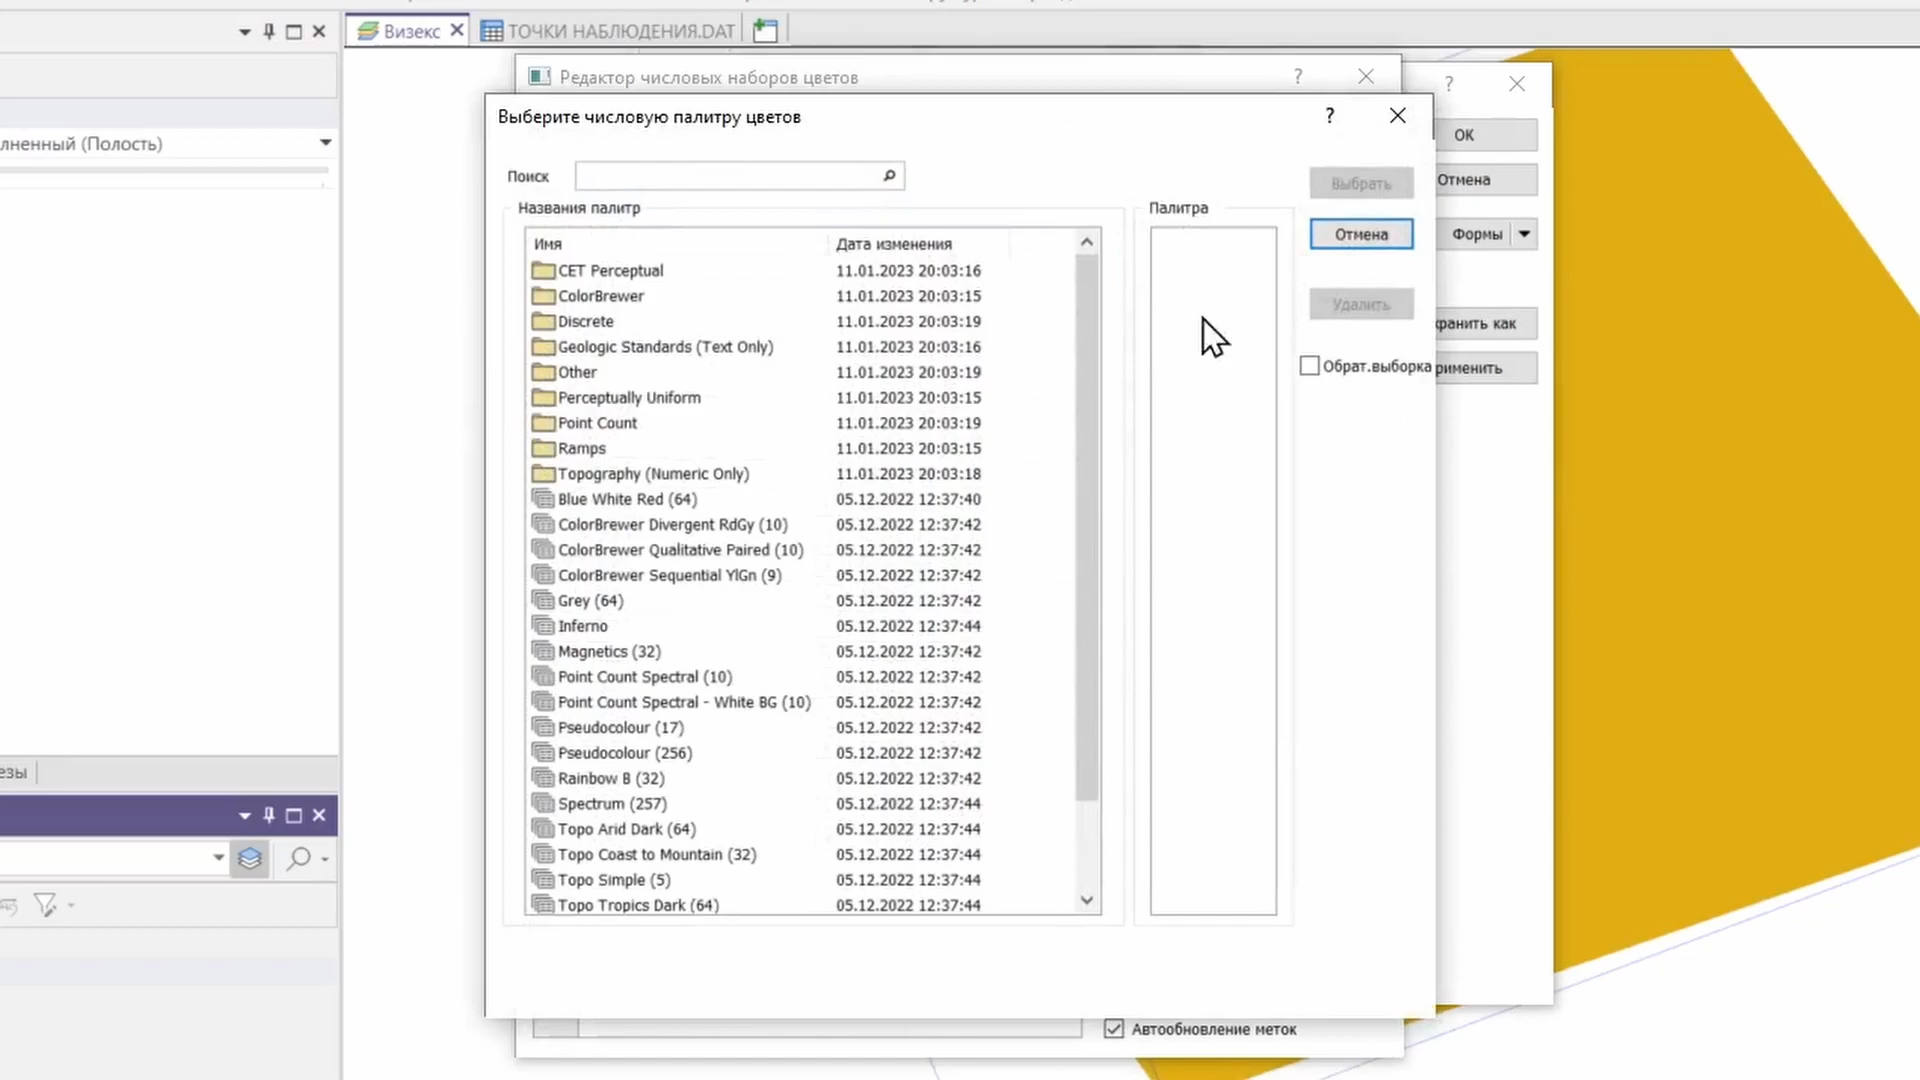 Визекс
ТОЧКИ НАБЛЮДЕНИЯ.DAT
Редактор числовых наборов цветов
?
?
Выберите числовую палитру цветов
?
лненный (Полость)
Поиск
Названия палитр
Палитра
Имя Дата изменения
CET Perceptual 11.01.2023 20:03:16
ColorBrewer 11.01.2023 20:03:15
Discrete 11.01.2023 20:03:19
Geologic Standards (Text Only) 11.01.2023 20:03:16
Other 11.01.2023 20:03:19
Perceptually Uniform 11.01.2023 20:03:15
Point Count 11.01.2023 20:03:19
Ramps 11.01.2023 20:03:15
Topography (Numeric Only) 11.01.2023 20:03:18
Blue White Red (64) 05.12.2022 12:37:40
ColorBrewer Divergent RdGy (10) 05.12.2022 12:37:42
ColorBrewer Qualitative Paired (10) 05.12.2022 12:37:42
ColorBrewer Sequential YlGn (9) 05.12.2022 12:37:42
Grey (64) 05.12.2022 12:37:42
Inferno 05.12.2022 12:37:44
Magnetics (32) 05.12.2022 12:37:42
Point Count Spectral (10) 05.12.2022 12:37:42
Point Count Spectral - White BG (10) 05.12.2022 12:37:42
Pseudocolour (17) 05.12.2022 12:37:42
Pseudocolour (256) 05.12.2022 12:37:42
Rainbow B (32) 05.12.2022 12:37:42
Spectrum (257) 05.12.2022 12:37:44
Topo Arid Dark (64) 05.12.2022 12:37:44
Topo Coast to Mountain (32) 05.12.2022 12:37:44
Topo Simple (5) 05.12.2022 12:37:44
Topo Tropics Dark (64) 05.12.2022 12:37:44
Выбрать
Отмена
Удалить
Обрат.выборка
ОК
Отмена
Формы
хранить как
рименить
езы
Автообновление меток